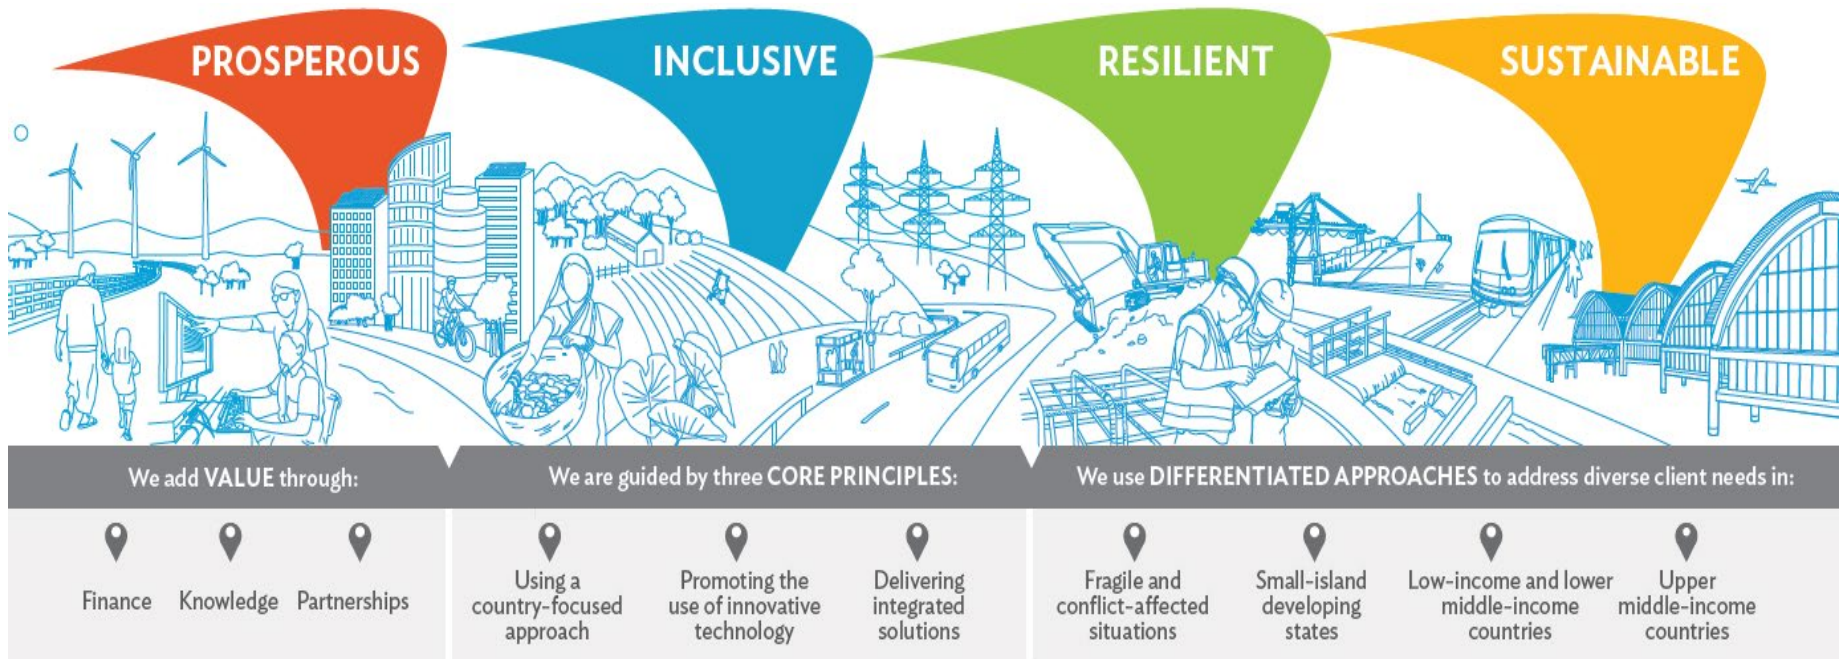 PROSPEROUS
INCLUSIVE
RESILIENT
SUSTAINABLE
We add VALUE through:
Finance
Knowledge
Partnerships
We are guided by three CORE PRINCIPLES:
Using a
country-focused
approach
Promoting the
use of innovative
technology
Delivering
integrated
solutions
We use DIFFERENTIATED APPROACHES to address diverse client needs in:
Fragile and
conflict-affected
situations
Small-island
developing
states
Low-income and lower
middle-income
countries
Upper
middle-income
countries